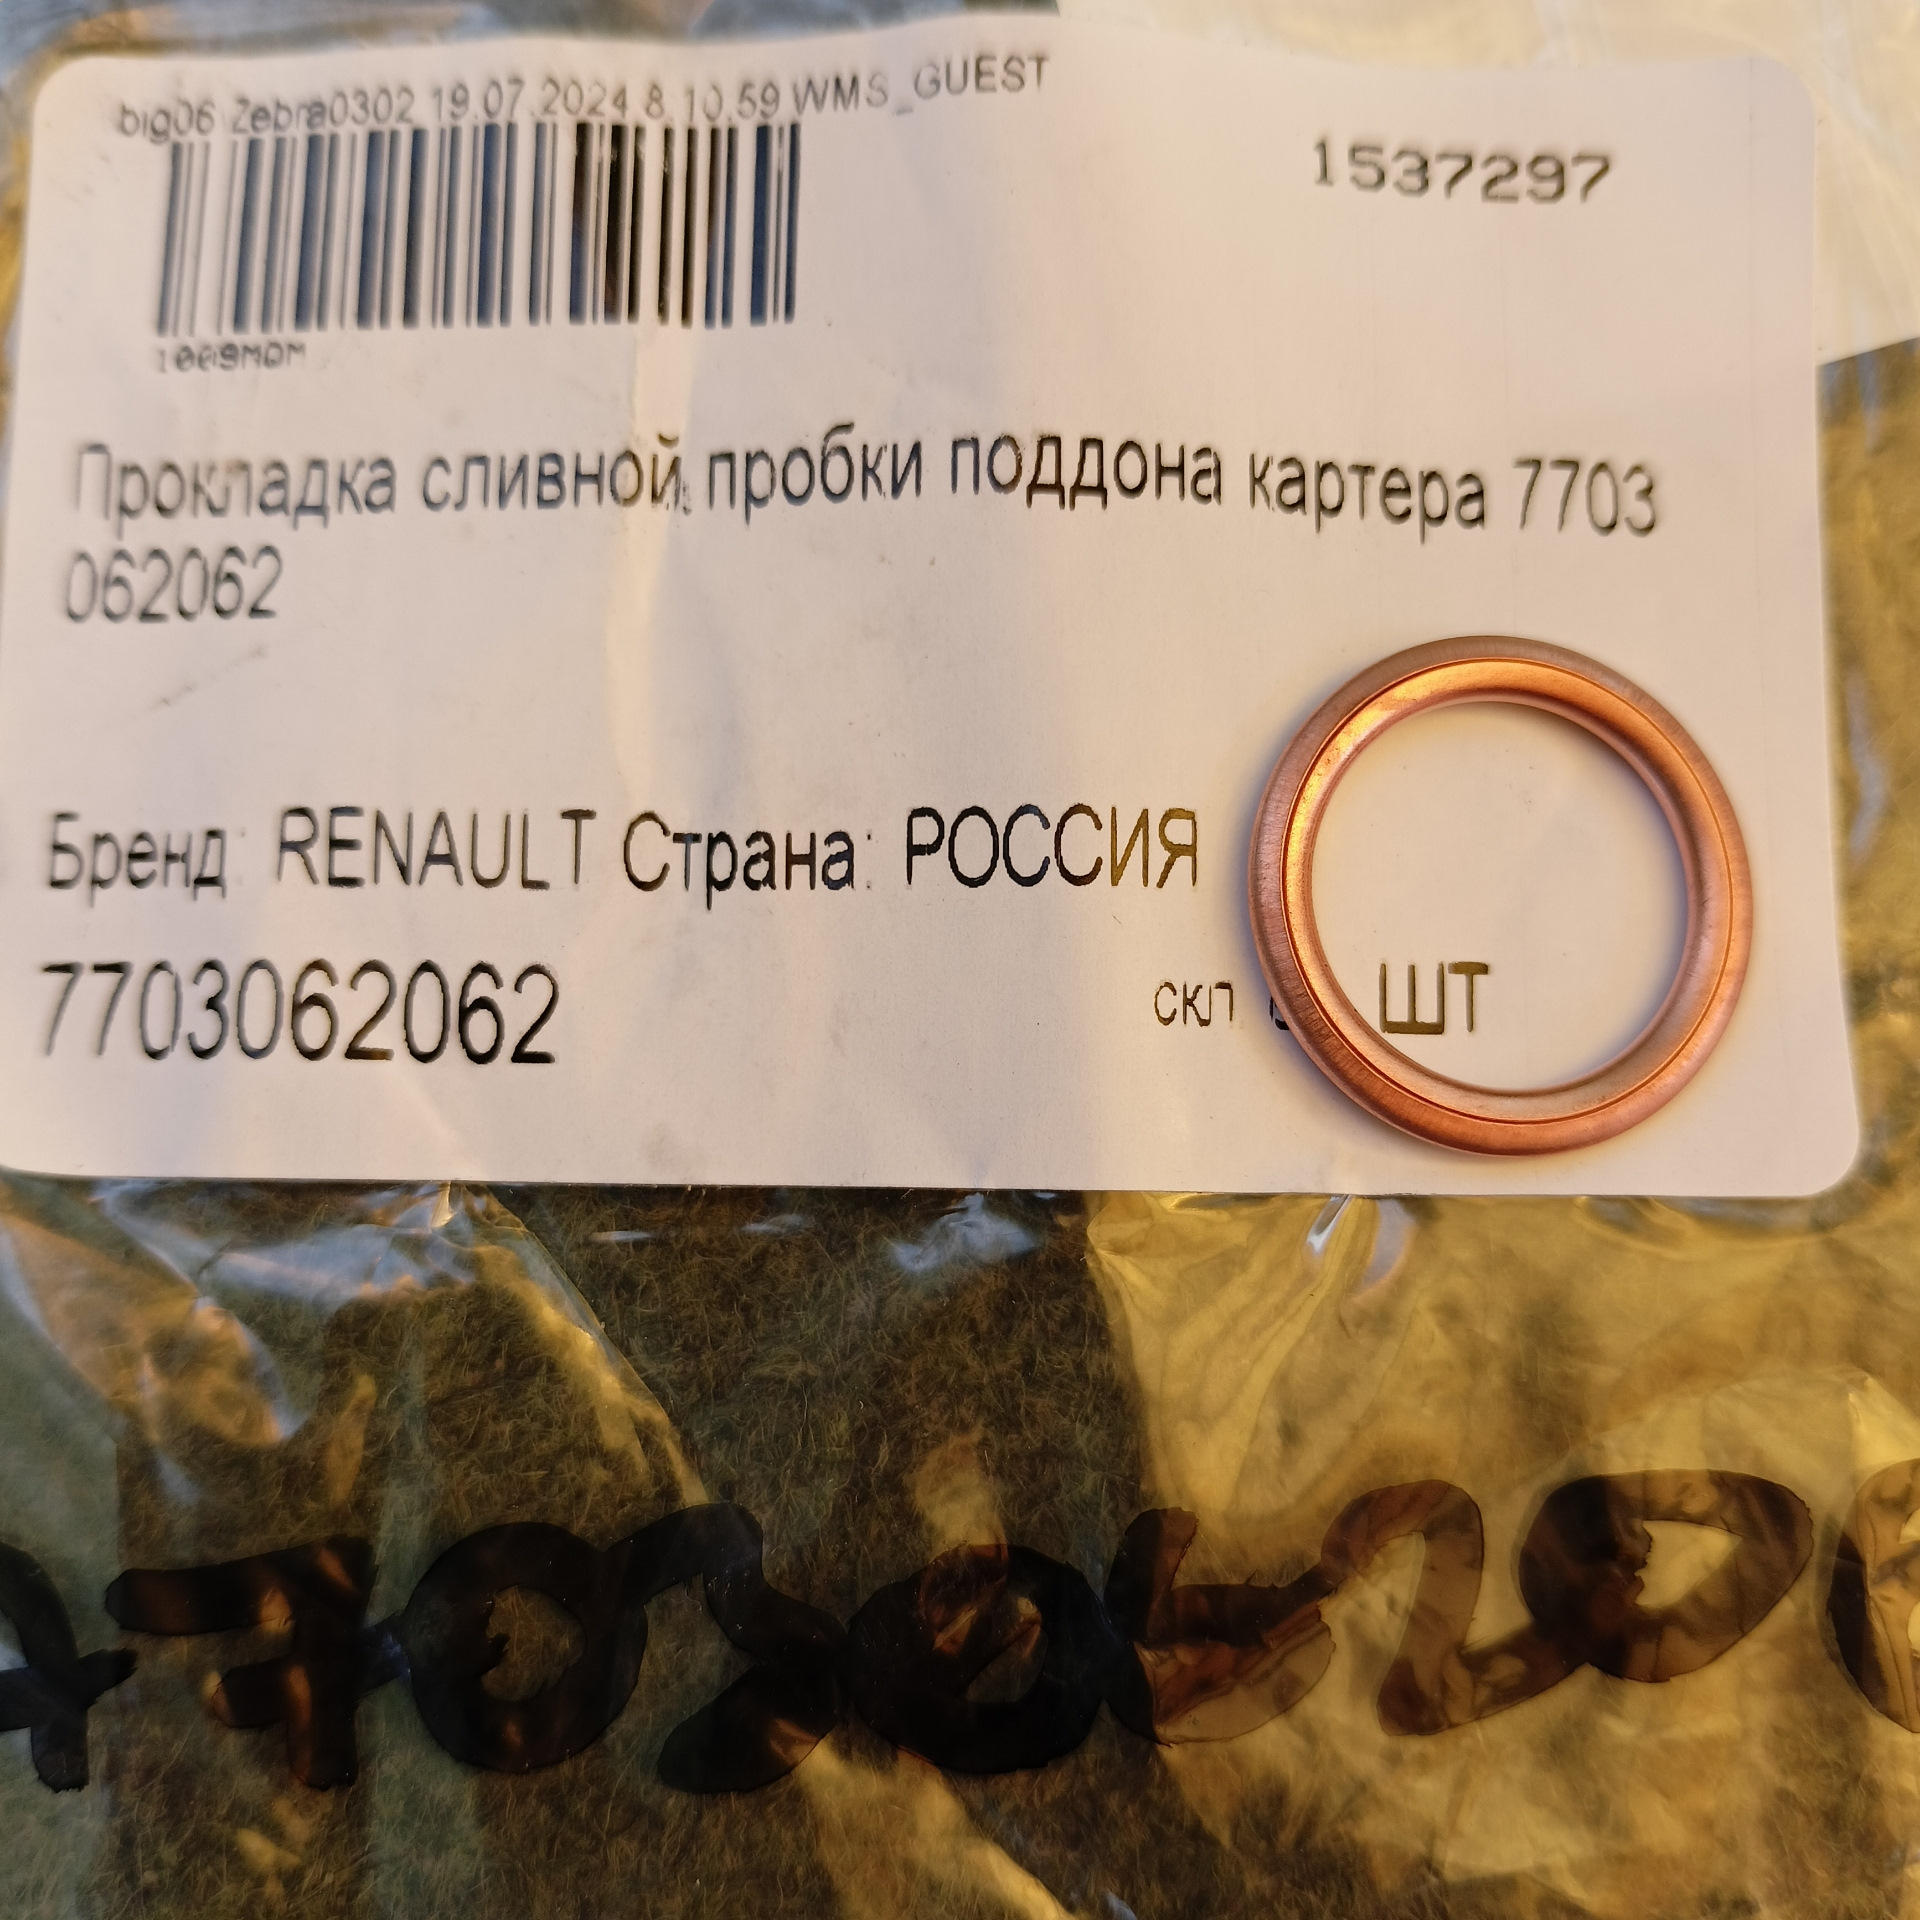 big06 Zebra0302 19.07.2024 8.10.59 WMS_GUEST
1537297
Прокладка сливной пробки поддона картера 7703
062062
Бренд: RENAULT Страна: РОССИЯ
7703062062
скл ШТ
770306206